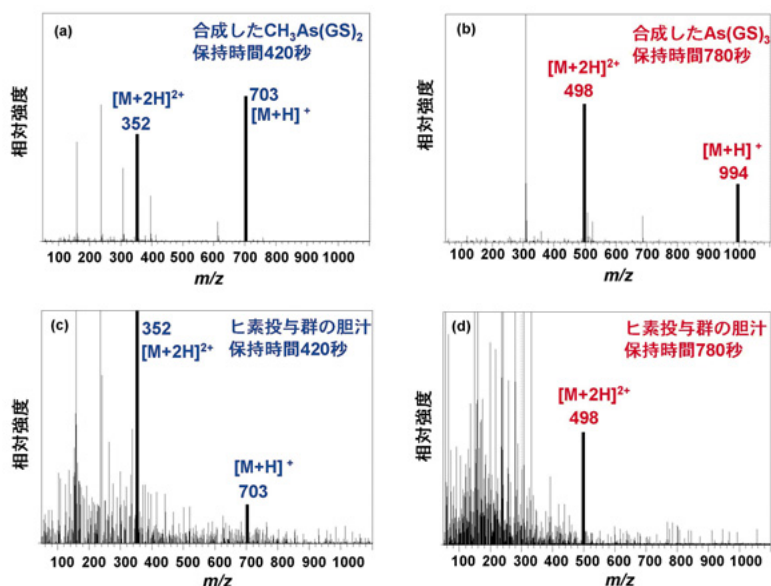 (a)
合成したCH₃As(GS)₂
保持時間420秒
[M+2H]²⁺
352
703
[M+H]⁺
相対強度
100 200 300 400 500 600 700 800 900 1000
m/z
(b)
合成したAs(GS)₃
保持時間780秒
[M+2H]²⁺
498
[M+H]⁺
994
相対強度
100 200 300 400 500 600 700 800 900 1000
m/z
(c)
ヒ素投与群の胆汁
保持時間420秒
352
[M+2H]²⁺
[M+H]⁺
703
相対強度
100 200 300 400 500 600 700 800 900 1000
m/z
(d)
ヒ素投与群の胆汁
保持時間780秒
[M+2H]²⁺
498
相対強度
100 200 300 400 500 600 700 800 900 1000
m/z